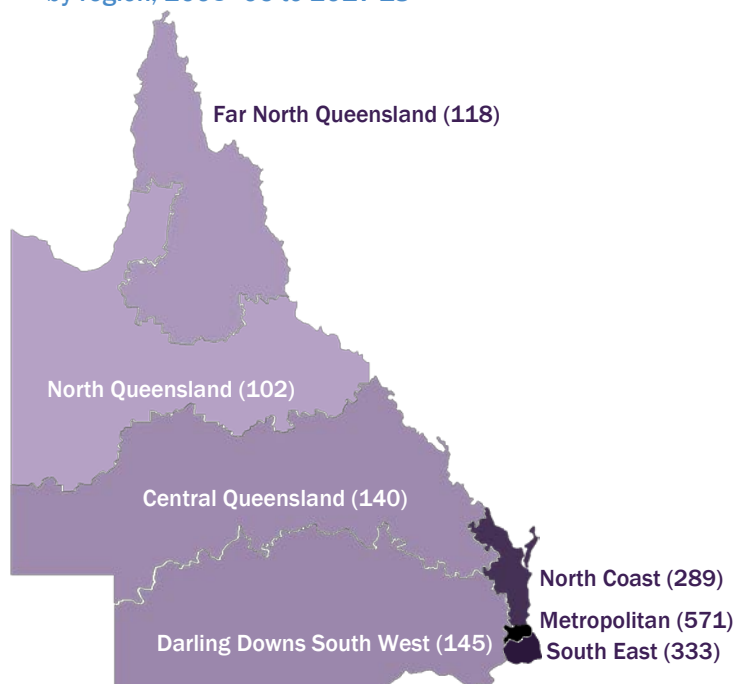 Far North Queensland (118)
North Queensland (102)
Central Queensland (140)
North Coast (289)
Metropolitan (571)
Darling Downs South West (145)
South East (333)